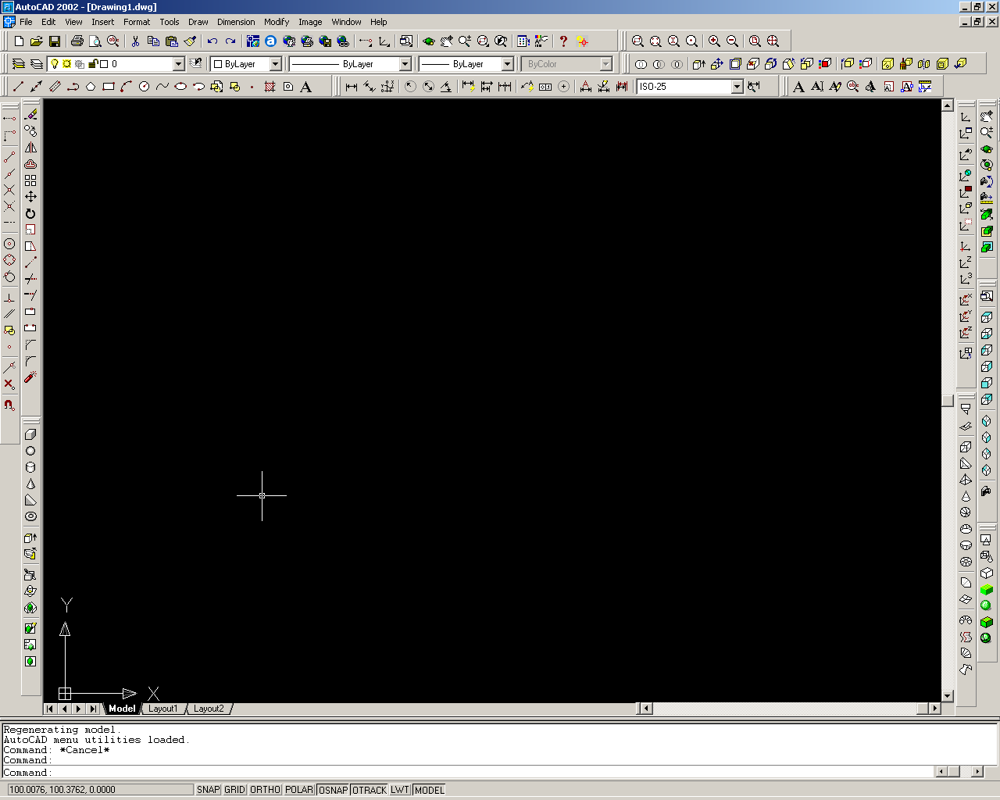 AutoCAD 2002 - [Drawing1.dwg]
File Edit View Insert Format Tools Draw Dimension Modify Image Window Help
0 ByLayer ByLayer ByLayer ByColor
A ISO-25 A
Y
X
Model Layout1 Layout2
Regenerating model.
AutoCAD menu utilities loaded.
Command: *Cancel*
Command:
Command:
100.0076, 100.3762, 0.0000 SNAP GRID ORTHO POLAR OSNAP OTRACK LWT MODEL